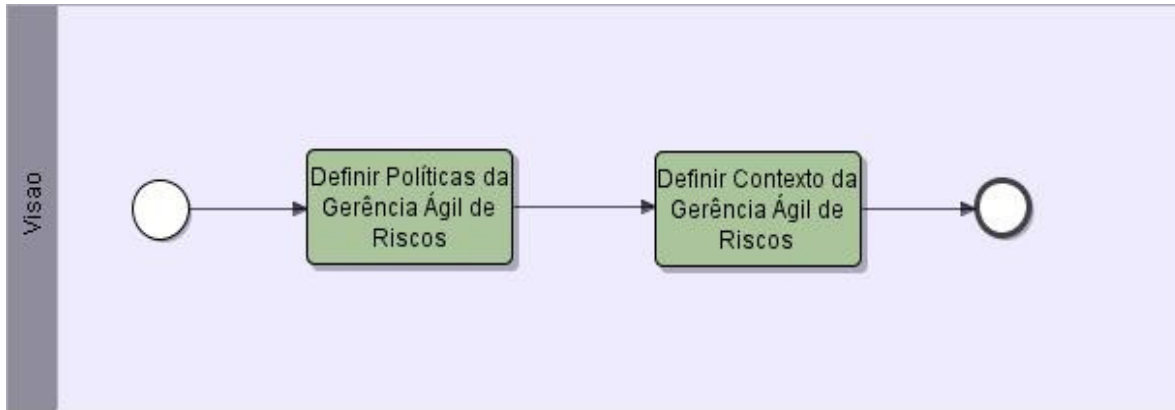 Visao
Definir Políticas da
Gerência Ágil de
Riscos
Definir Contexto da
Gerência Ágil de
Riscos